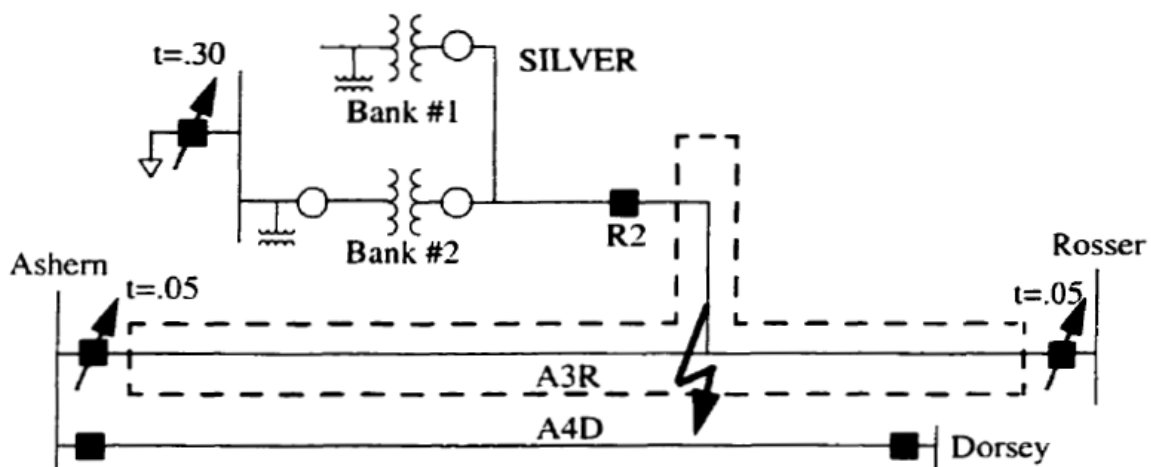 t=.30
SILVER
Bank #1
Bank #2
R2
Ashern
Rosser
t=.05
t=.05
A3R
A4D
Dorsey